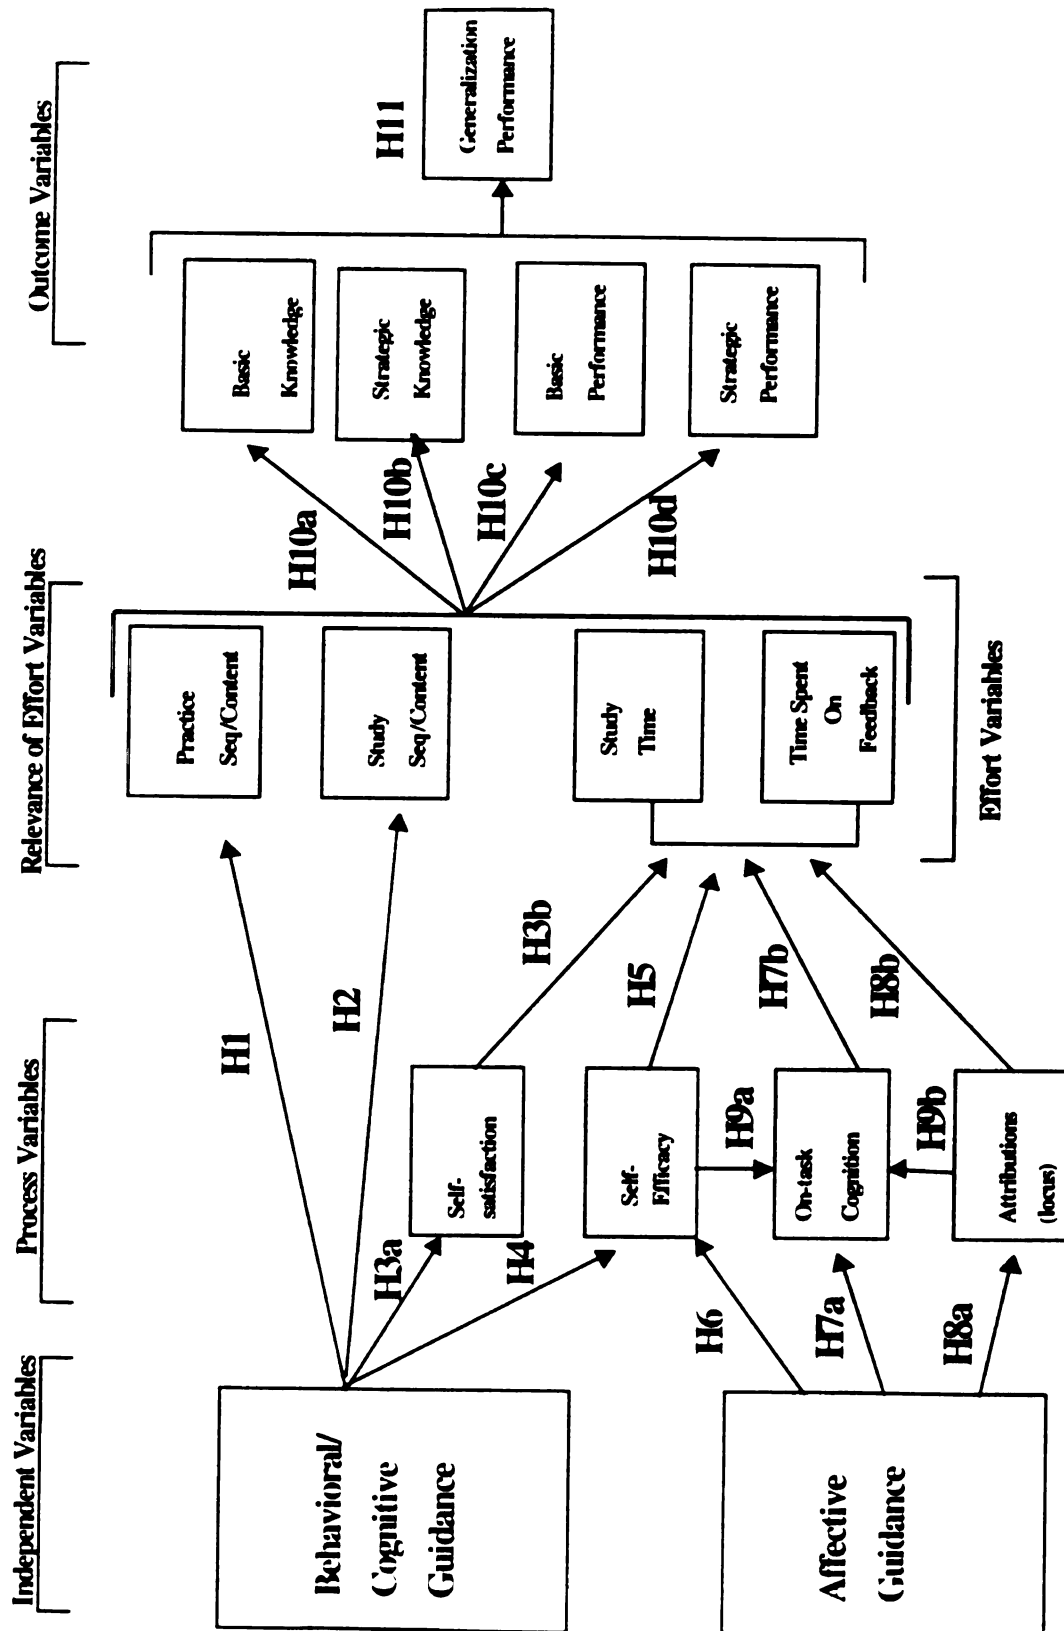 Independent Variables
Process Variables
Relevance of Effort Variables
Outcome Variables
Behavioral/
Cognitive
Guidance
Affective
Guidance
H1
H2
H3a
H4
H6
H7a
H8a
Self-
satisfaction
Self-
Efficacy
On-task
Cognition
Attributions
(locus)
H9a
H9b
H3b
H5
H7b
H8b
Practice
Seq/Content
Study
Seq/Content
Study
Time
Time Spent
On
Feedback
Effort Variables
H10a
H10b
H10c
H10d
Basic
Knowledge
Strategic
Knowledge
Basic
Performance
Strategic
Performance
H11
Generalization
Performance